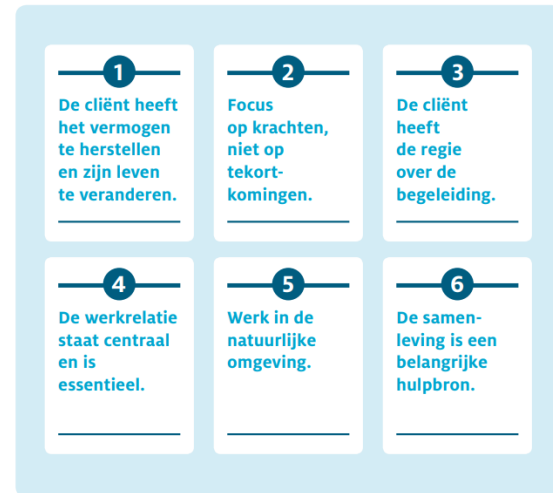 1
De cliënt heeft
het vermogen
te herstellen
en zijn leven
te veranderen.
2
Focus
op krachten,
niet op
tekort-
komingen.
3
De cliënt
heeft
de regie
over de
begeleiding.
4
De werkrelatie
staat centraal
en is
essentieel.
5
Werk in de
natuurlijke
omgeving.
6
De samen-
leving is een
belangrijke
hulpbron.